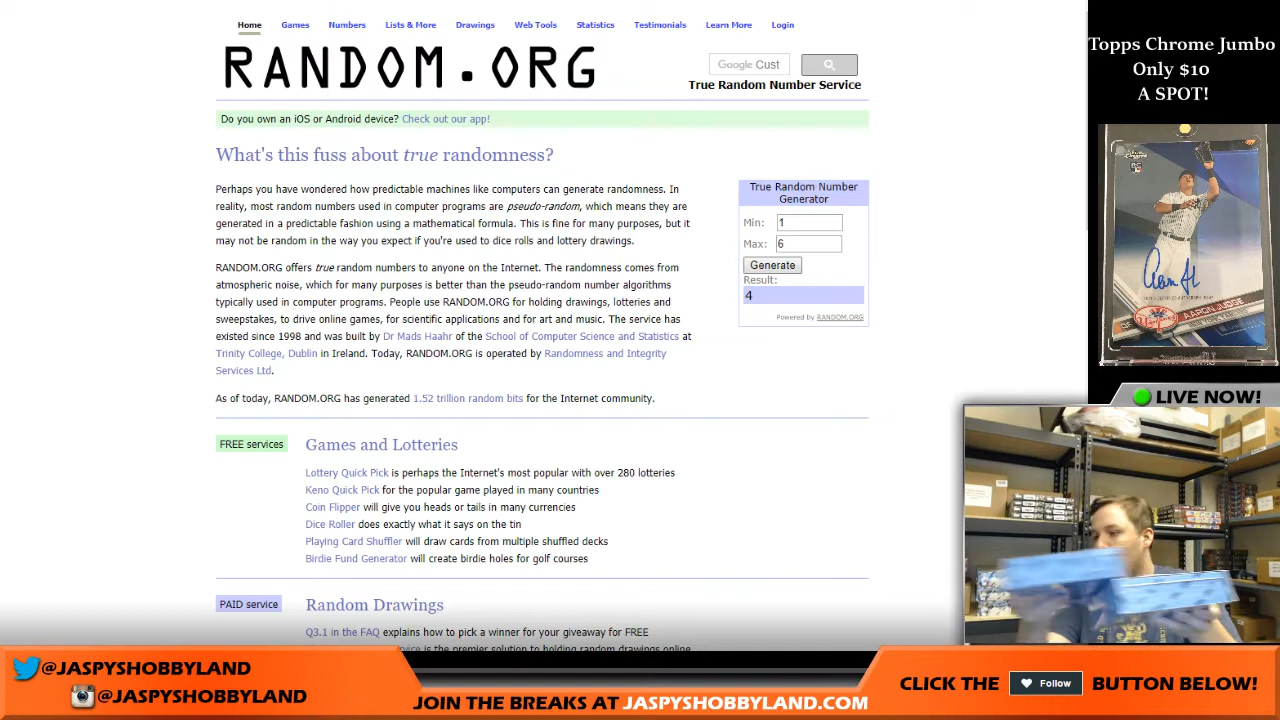 Home Games Numbers Lists & More Drawings Web Tools Statistics Testimonials Learn More Login
RANDOM.ORG
Google Cust
True Random Number Service
Do you own an iOS or Android device? Check out our app!
What's this fuss about true randomness?
Perhaps you have wondered how predictable machines like computers can generate randomness. In
reality, most random numbers used in computer programs are pseudo-random, which means they are
generated in a predictable fashion using a mathematical formula. This is fine for many purposes, but it
may not be random in the way you expect if you're used to dice rolls and lottery drawings.
RANDOM.ORG offers true random numbers to anyone on the Internet. The randomness comes from
atmospheric noise, which for many purposes is better than the pseudo-random number algorithms
typically used in computer programs. People use RANDOM.ORG for holding drawings, lotteries and
sweepstakes, to drive online games, for scientific applications and for art and music. The service has
existed since 1998 and was built by Dr Mads Haahr of the School of Computer Science and Statistics at
Trinity College, Dublin in Ireland. Today, RANDOM.ORG is operated by Randomness and Integrity
Services Ltd.
As of today, RANDOM.ORG has generated 1.52 trillion random bits for the Internet community.
True Random Number
Generator
Min: 1
Max: 6
Generate
Result:
4
Powered by RANDOM.ORG
FREE services
Games and Lotteries
Lottery Quick Pick is perhaps the Internet's most popular with over 280 lotteries
Keno Quick Pick for the popular game played in many countries
Coin Flipper will give you heads or tails in many currencies
Dice Roller does exactly what it says on the tin
Playing Card Shuffler will draw cards from multiple shuffled decks
Birdie Fund Generator will create birdie holes for golf courses
PAID service
Random Drawings
Q3.1 in the FAQ explains how to pick a winner for your giveaway for FREE
service is the premier solution to holding random drawings online
Topps Chrome Jumbo
Only $10
A SPOT!
Chrome
RC
AARON JUDGE
LIVE NOW!
@JASPYSHOBBYLAND
@JASPYSHOBBYLAND
JOIN THE BREAKS AT JASPYSHOBBYLAND.COM
CLICK THE Follow BUTTON BELOW!